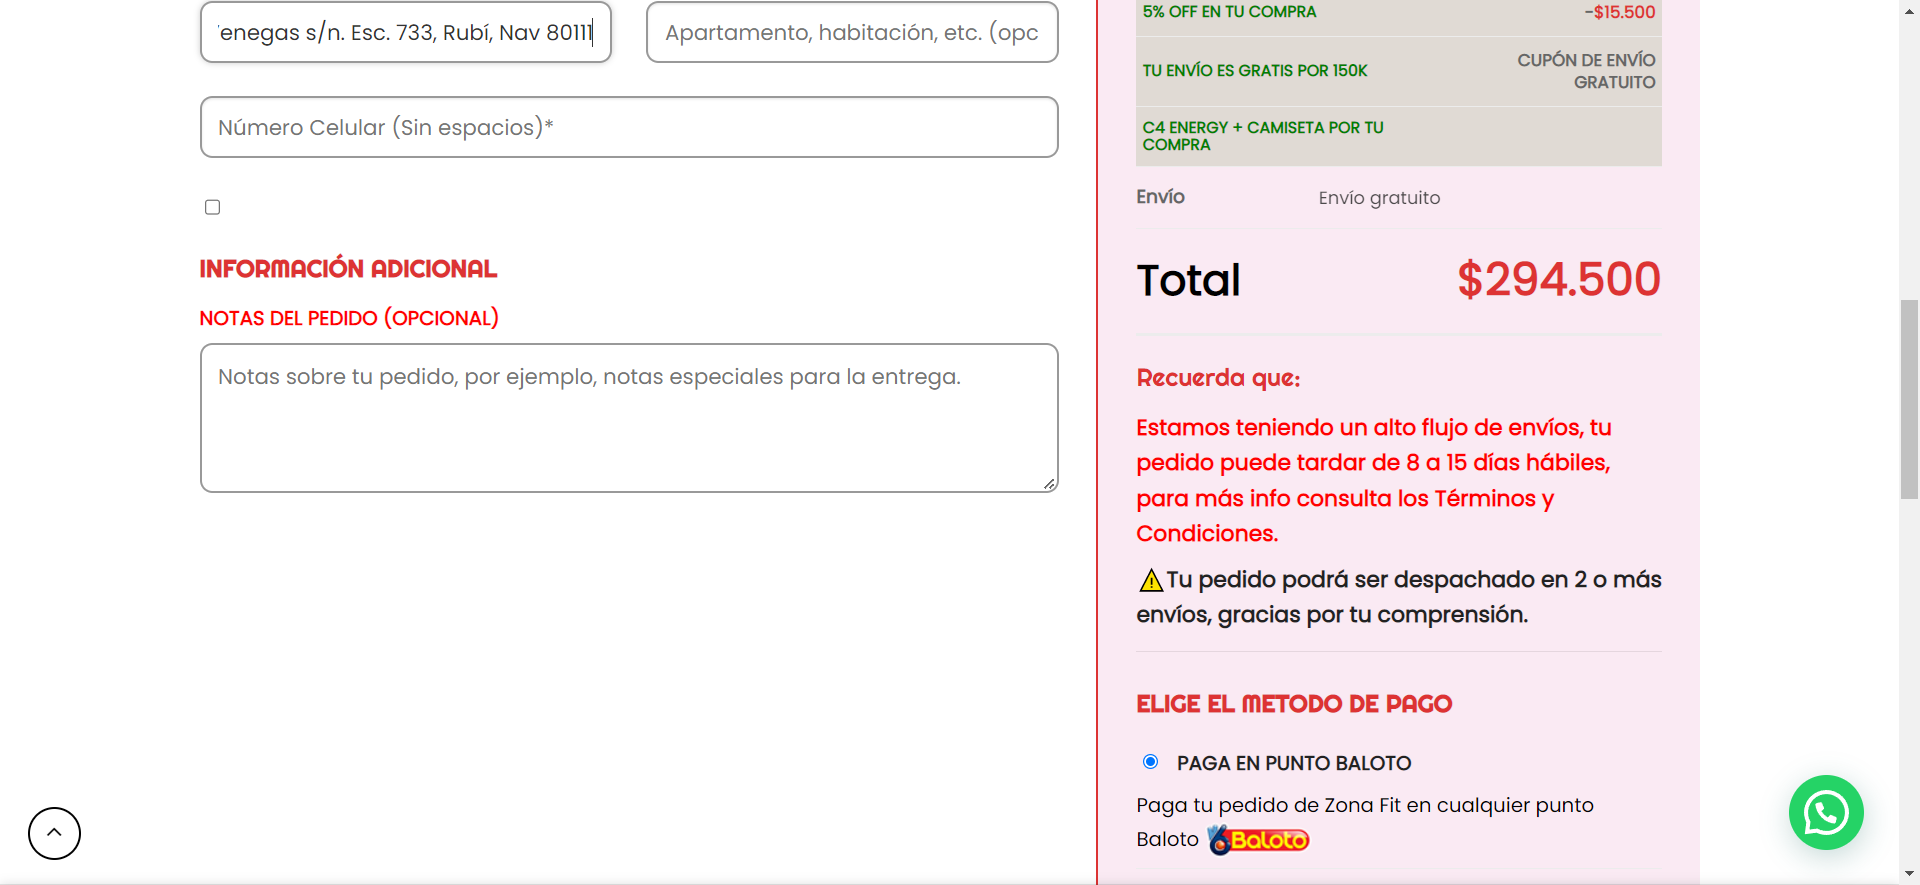 enegas s/n. Esc. 733, Rubí, Nav 80111
Apartamento, habitación, etc. (opc
Número Celular (Sin espacios)*
INFORMACIÓN ADICIONAL
NOTAS DEL PEDIDO (OPCIONAL)
Notas sobre tu pedido, por ejemplo, notas especiales para la entrega.
5% OFF EN TU COMPRA
-$15.500
TU ENVÍO ES GRATIS POR 150K
CUPÓN DE ENVÍO
GRATUITO
C4 ENERGY + CAMISETA POR TU
COMPRA
Envío
Envío gratuito
Total
$294.500
Recuerda que:
Estamos teniendo un alto flujo de envíos, tu
pedido puede tardar de 8 a 15 días hábiles,
para más info consulta los Términos y
Condiciones.
⚠Tu pedido podrá ser despachado en 2 o más
envíos, gracias por tu comprensión.
ELIGE EL METODO DE PAGO
PAGA EN PUNTO BALOTO
Paga tu pedido de Zona Fit en cualquier punto
Baloto Baloto